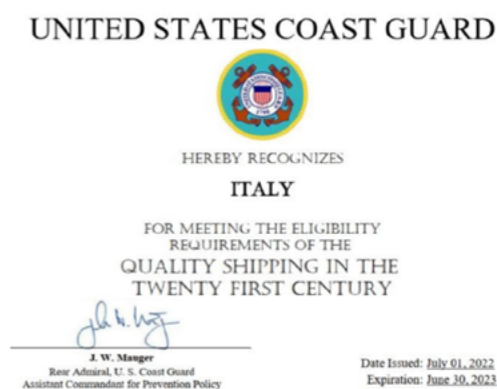 UNITED STATES COAST GUARD
HEREBY RECOGNIZES
ITALY
FOR MEETING THE ELIGIBILITY
REQUIREMENTS OF THE
QUALITY SHIPPING IN THE
TWENTY FIRST CENTURY
J. W. Mauger
Rear Admiral, U. S. Coast Guard
Assistant Commandant for Prevention Policy
Date Issued: July 01, 2022
Expiration: June 30, 2023